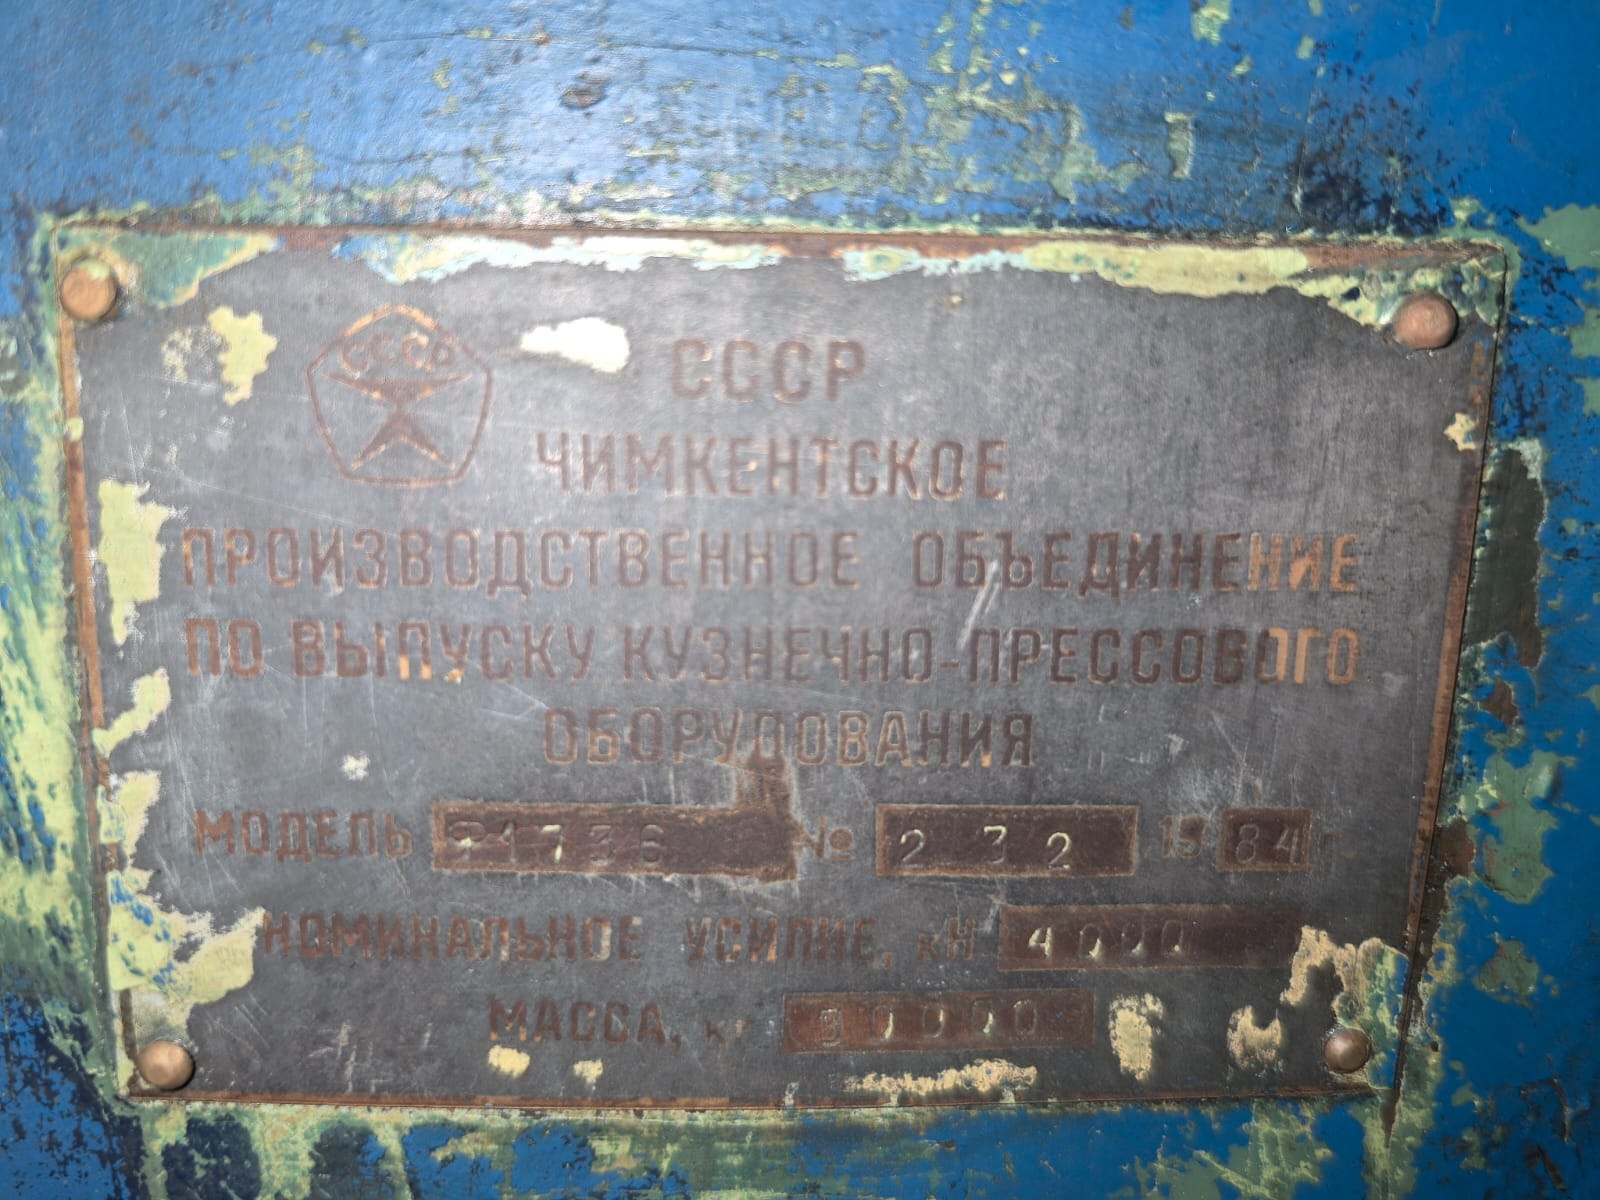 СССР
СССР
ЧИМКЕНТСКОЕ
ПРОИЗВОДСТВЕННОЕ ОБЪЕДИНЕНИЕ
ПО ВЫПУСКУ КУЗНЕЧНО-ПРЕССОВОГО
ОБОРУДОВАНИЯ
МОДЕЛЬ № 232 1984 г
НОМИНАЛЬНОЕ УСИЛИЕ, кН 4000
МАССА, кг 30000